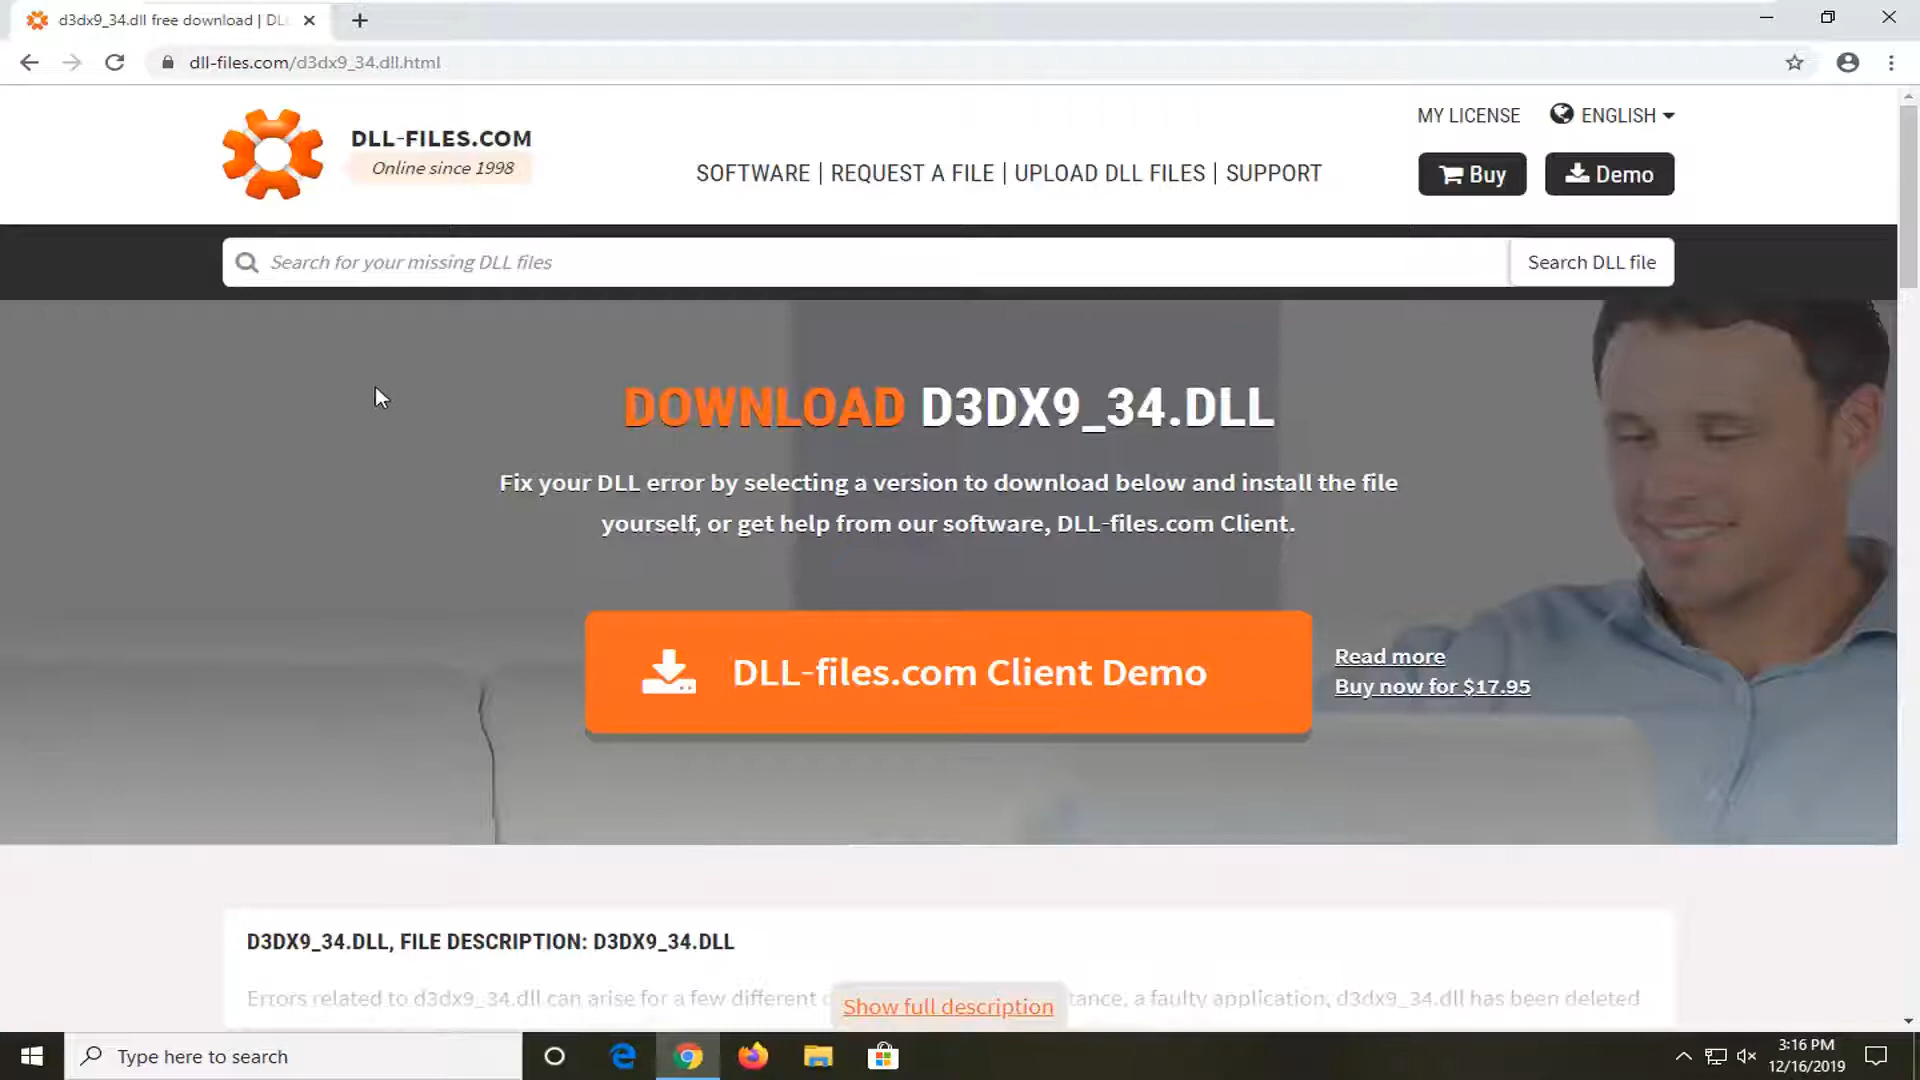 d3dx9_34.dll free download | DL
dll-files.com/d3dx9_34.dll.html
MY LICENSE ENGLISH
DLL-FILES.COM
Online since 1998
SOFTWARE | REQUEST A FILE | UPLOAD DLL FILES | SUPPORT
Buy Demo
Search for your missing DLL files Search DLL file
DOWNLOAD D3DX9_34.DLL
Fix your DLL error by selecting a version to download below and install the file
yourself, or get help from our software, DLL-files.com Client.
DLL-files.com Client Demo
Read more
Buy now for $17.95
D3DX9_34.DLL, FILE DESCRIPTION: D3DX9_34.DLL
Errors related to d3dx9_34.dll can arise for a few different tance, a faulty application, d3dx9_34.dll has been deleted
Show full description
Type here to search
3:16 PM
12/16/2019